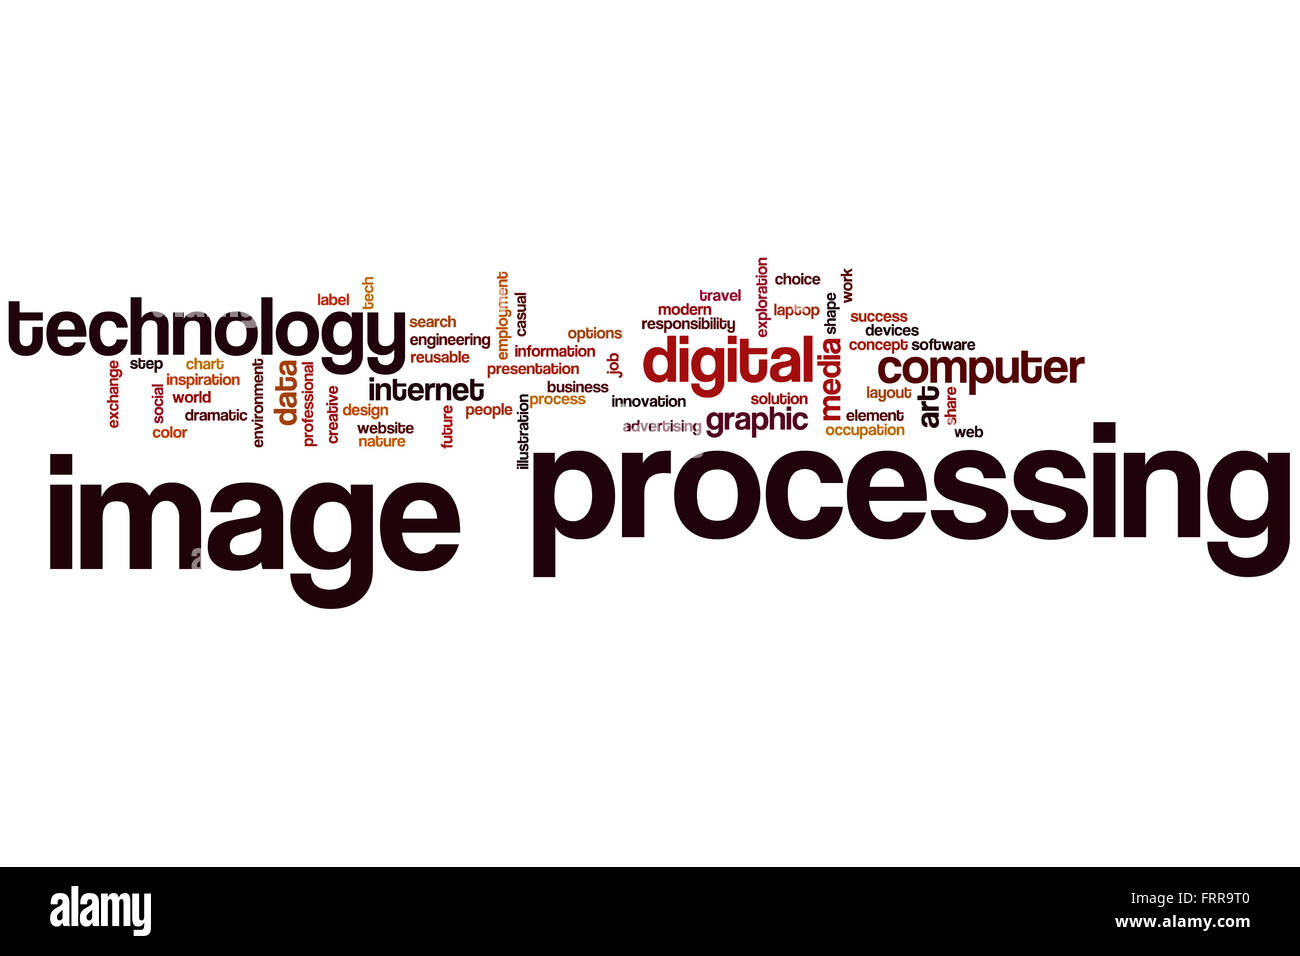 technology
label
tech
search
engineering
reusable
employment
casual
options
information
presentation
job
business
process
innovation
exchange
step
chart
inspiration
social
world
dramatic
color
environment
data
professional
creative
internet
design
website
nature
future
people
illustration
travel
modern
responsibility
exploration
choice
laptop
shape
work
success
devices
concept software
digital
media
computer
solution
layout
art
share
advertising
graphic
element
occupation
web
image processing
alamy
alamy
Image ID: FRR9T0
www.alamy.com